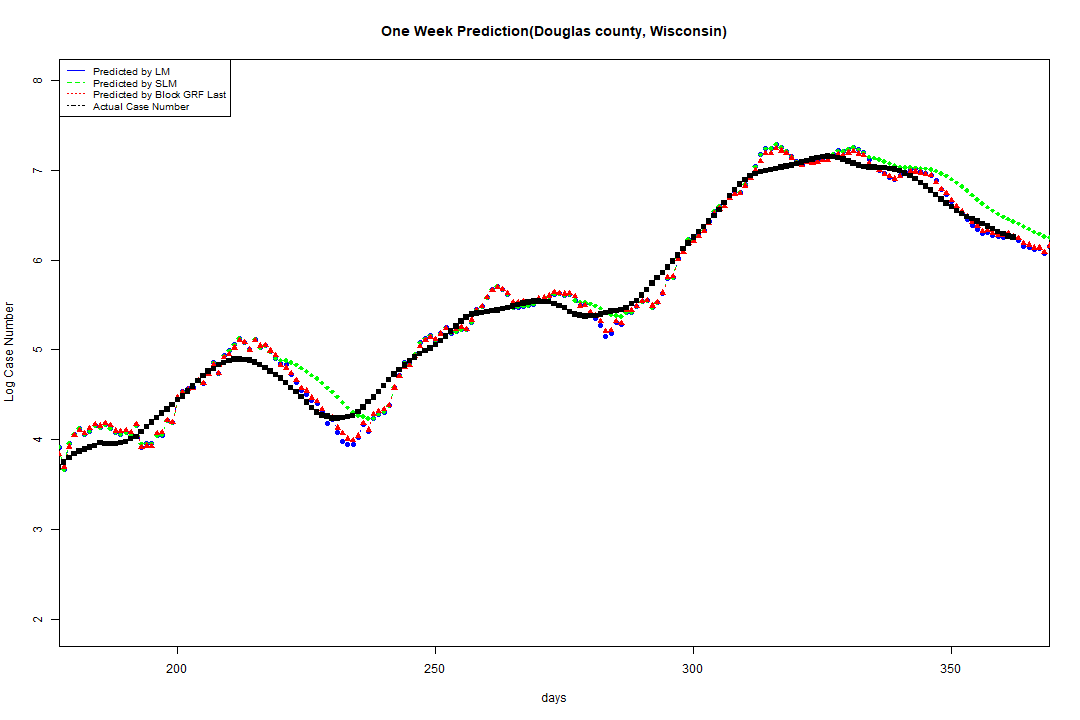 One Week Prediction(Douglas county, Wisconsin)
Predicted by LM
Predicted by SLM
Predicted by Block GRF Last
Actual Case Number
8
7
6
5
4
3
2
Log Case Number
200 250 300 350
days